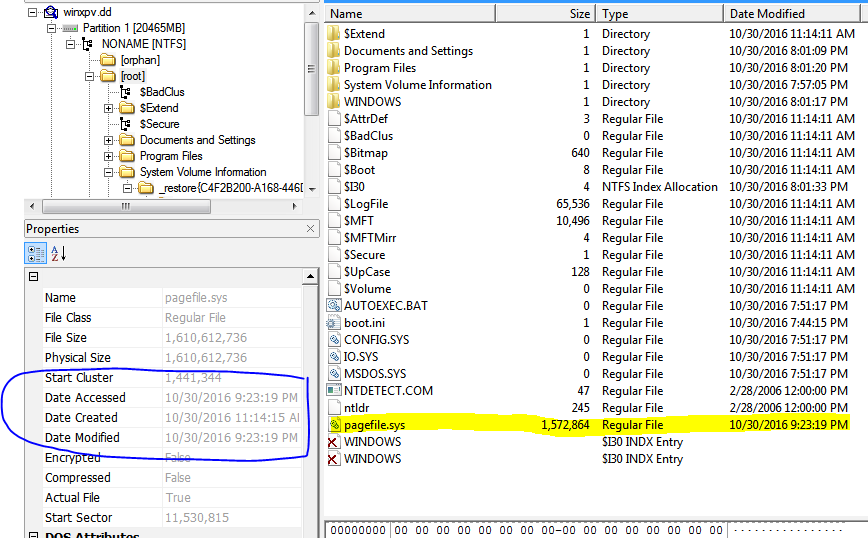 winxpv.dd
Partition 1 [20465MB]
NONAME [NTFS]
[orphan]
[root]
$BadClus
$Extend
$Secure
Documents and Settings
Program Files
System Volume Information
_restore{C4F2B200-A168-446D
Properties
Name pagefile.sys
File Class Regular File
File Size 1,610,612,736
Physical Size 1,610,612,736
Start Cluster 1,441,344
Date Accessed 10/30/2016 9:23:19 PM
Date Created 10/30/2016 11:14:15 AM
Date Modified 10/30/2016 9:23:19 PM
Encrypted False
Compressed False
Actual File True
Start Sector 11,530,815
DOS Attributes
Name Size Type Date Modified
$Extend 1 Directory 10/30/2016 11:14:11 AM
Documents and Settings 1 Directory 10/30/2016 8:01:09 PM
Program Files 1 Directory 10/30/2016 8:01:20 PM
System Volume Information 1 Directory 10/30/2016 7:57:05 PM
WINDOWS 1 Directory 10/30/2016 8:01:17 PM
$AttrDef 3 Regular File 10/30/2016 11:14:11 AM
$BadClus 0 Regular File 10/30/2016 11:14:11 AM
$Bitmap 640 Regular File 10/30/2016 11:14:11 AM
$Boot 8 Regular File 10/30/2016 11:14:11 AM
$I30 4 NTFS Index Allocation 10/30/2016 8:01:33 PM
$LogFile 65,536 Regular File 10/30/2016 11:14:11 AM
$MFT 10,496 Regular File 10/30/2016 11:14:11 AM
$MFTMirr 4 Regular File 10/30/2016 11:14:11 AM
$Secure 1 Regular File 10/30/2016 11:14:11 AM
$UpCase 128 Regular File 10/30/2016 11:14:11 AM
$Volume 0 Regular File 10/30/2016 11:14:11 AM
AUTOEXEC.BAT 0 Regular File 10/30/2016 7:51:17 PM
boot.ini 1 Regular File 10/30/2016 7:44:15 PM
CONFIG.SYS 0 Regular File 10/30/2016 7:51:17 PM
IO.SYS 0 Regular File 10/30/2016 7:51:17 PM
MSDOS.SYS 0 Regular File 10/30/2016 7:51:17 PM
NTDETECT.COM 47 Regular File 2/28/2006 12:00:00 PM
ntldr 245 Regular File 2/28/2006 12:00:00 PM
pagefile.sys 1,572,864 Regular File 10/30/2016 9:23:19 PM
WINDOWS $I30 INDX Entry
WINDOWS $I30 INDX Entry
00000000 00 00 00 00 00 00 00 00-00 00 00 00 00 00 00 00 ················